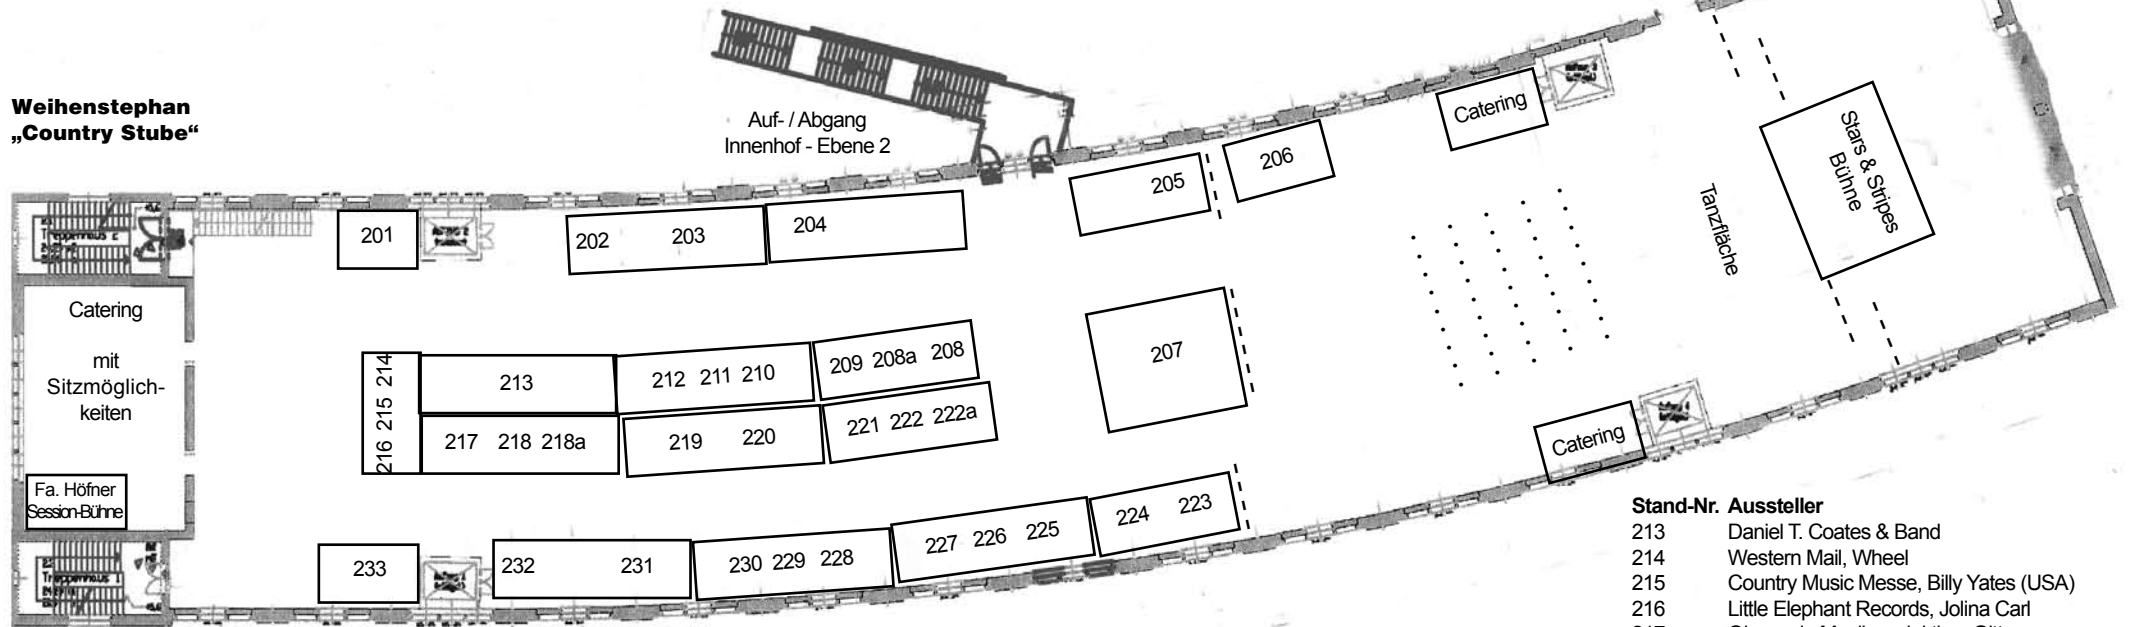 Weihenstephan
„Country Stube“
Auf- / Abgang
Innenhof - Ebene 2
Catering
Stars & Stripes
Bühne
Tanzfläche
201
202 203
204
205
206
Catering
mit
Sitzmöglich-
keiten
Fa. Höfner
Session-Bühne
214
215
216
213
212 211 210
209 208a 208
207
217 218 218a
219 220
221 222 222a
Catering
233
232 231
230 229 228
227 226 225
224 223
Stand-Nr. Aussteller
213 Daniel T. Coates & Band
214 Western Mail, Wheel
215 Country Music Messe, Billy Yates (USA)
216 Little Elephant Records, Jolina Carl